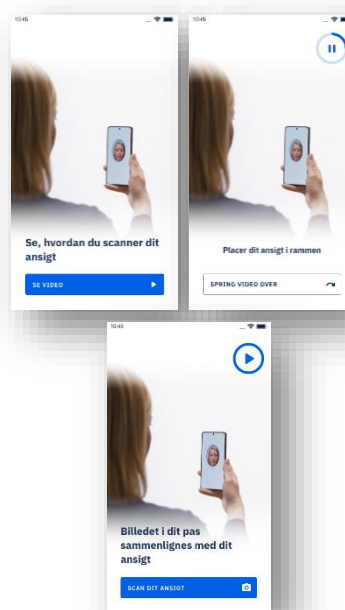 10:45
Se, hvordan du scanner dit
ansigt
SE VIDEO
10:45
Placer dit ansigt i rammen
SPRING VIDEO OVER
10:45
Billedet i dit pas
sammenlignes med dit
ansigt
SCAN DIT ANSIGT